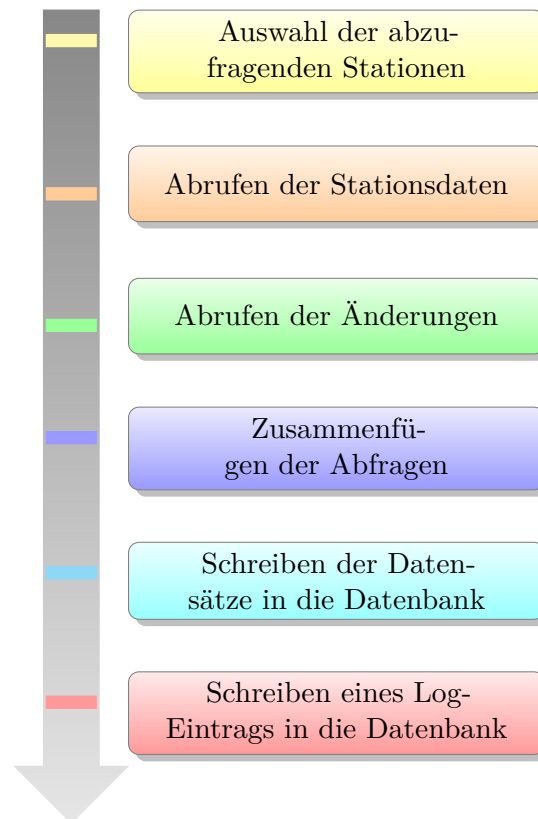 Auswahl der abzu-
fragenden Stationen
Abrufen der Stationsdaten
Abrufen der Änderungen
Zusammenfü-
gen der Abfragen
Schreiben der Daten-
sätze in die Datenbank
Schreiben eines Log-
Eintrags in die Datenbank